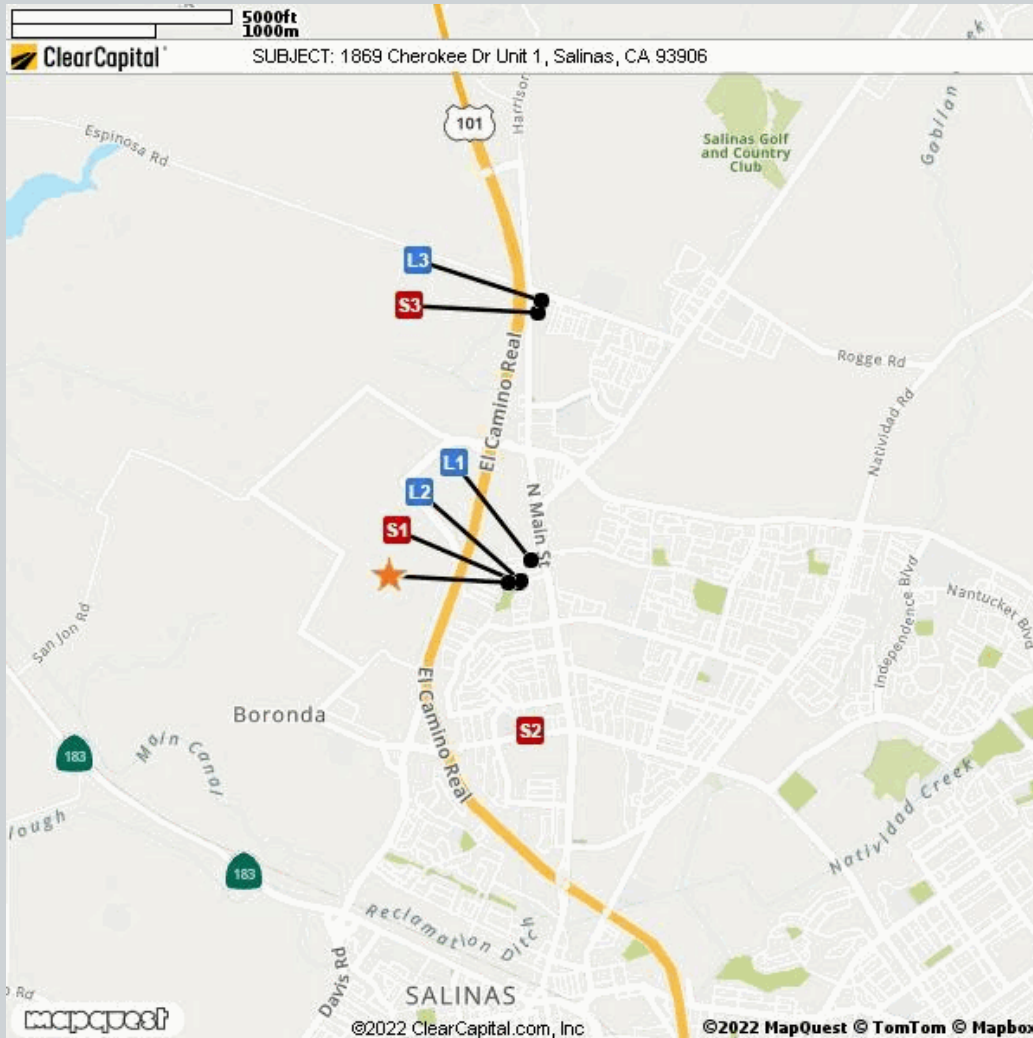 5000ft
1000m
ClearCapital
SUBJECT: 1869 Cherokee Dr Unit 1, Salinas, CA 93906
Harrison
Espinosa Rd
101
Salinas Golf
and Country
Club
Gabilan
ek
L3
S3
El Camino Real
Rogge Rd
Natividad Rd
L1
L2
N Main St
S1
San Jon Rd
Independence Blvd
Nantucket Blvd
Boronda
El Camino Real
S2
183
Main Canal
lough
Natividad Creek
183
Reclamation Ditch
Davis Rd
Rd
SALINAS
mapquest
©2022 ClearCapital.com, Inc
©2022 MapQuest © TomTom © Mapbox